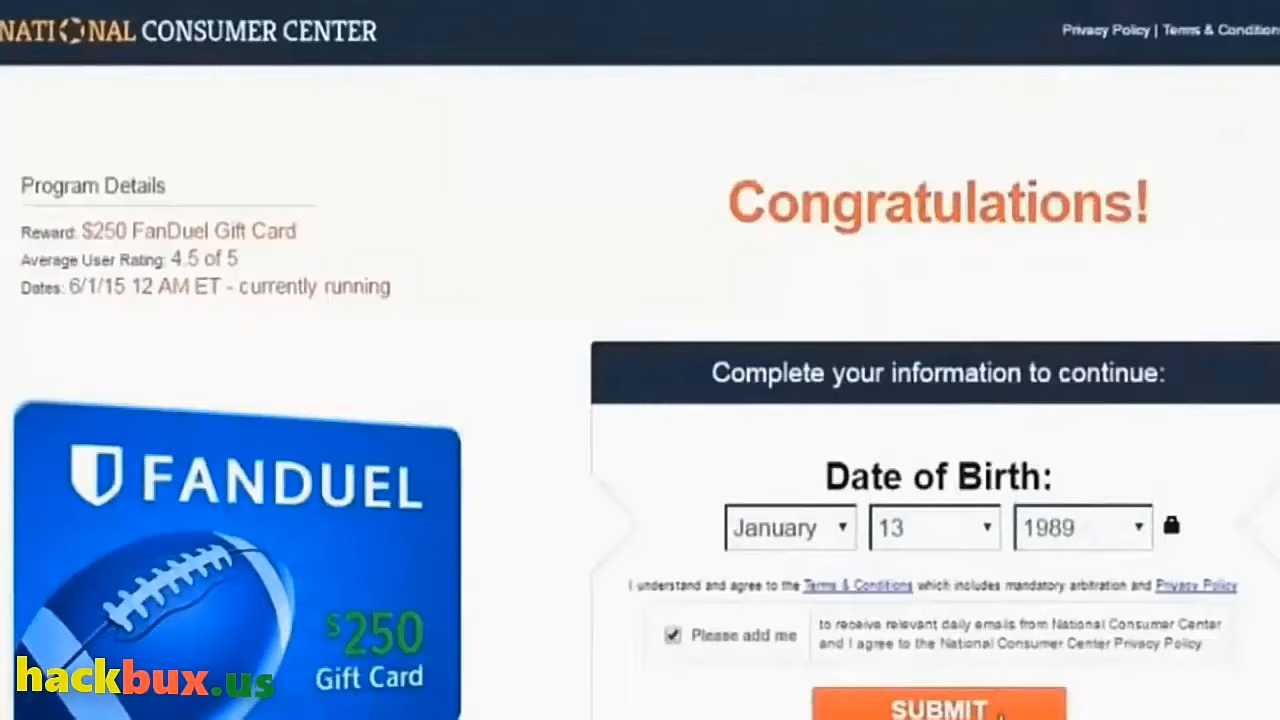 NATIONAL CONSUMER CENTER
Privacy Policy | Terms & Condition
Program Details
Reward: $250 FanDuel Gift Card
Average User Rating: 4.5 of 5
Dates: 6/1/15 12 AM ET - currently running
Congratulations!
Complete your information to continue:
Date of Birth:
January 13 1989
I understand and agree to the Terms & Conditions which includes mandatory arbitration and Privacy Policy
Please add me
to receive relevant daily emails from National Consumer Center
and I agree to the National Consumer Center Privacy Policy
SUBMIT
FANDUEL
$250
Gift Card
hackbux.us